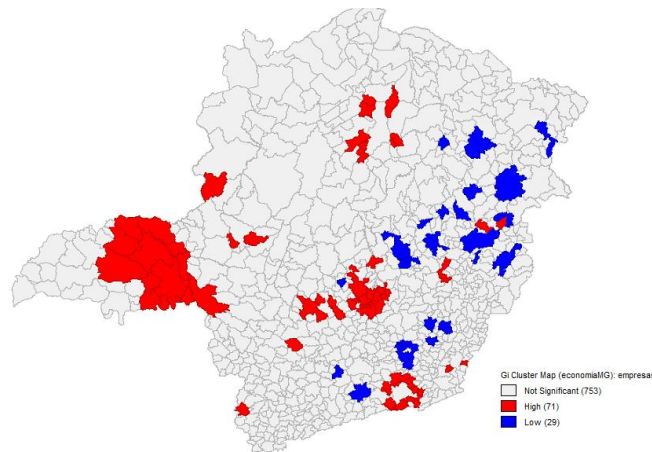 Gi Cluster Map (economiaMG): empresas
Not Significant (753)
High (71)
Low (29)